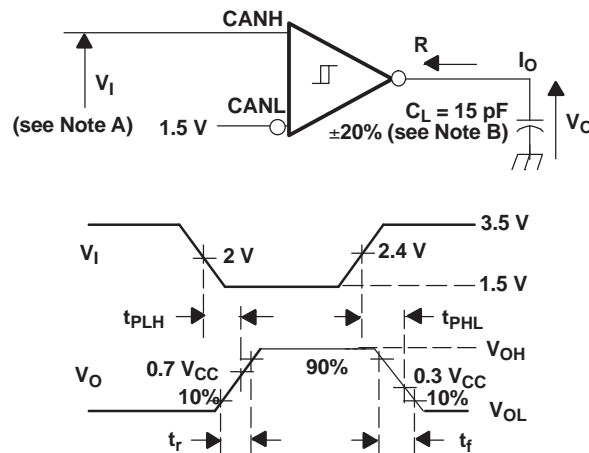 CANH
R
I_O
V_I
CANL
(see Note A)
1.5 V
C_L = 15 pF
±20% (see Note B)
V_O
3.5 V
V_I
2 V
2.4 V
1.5 V
t_PLH
t_PHL
V_OH
0.7 V_CC
90%
0.3 V_CC
V_O
10%
10%
V_OL
t_r
t_f